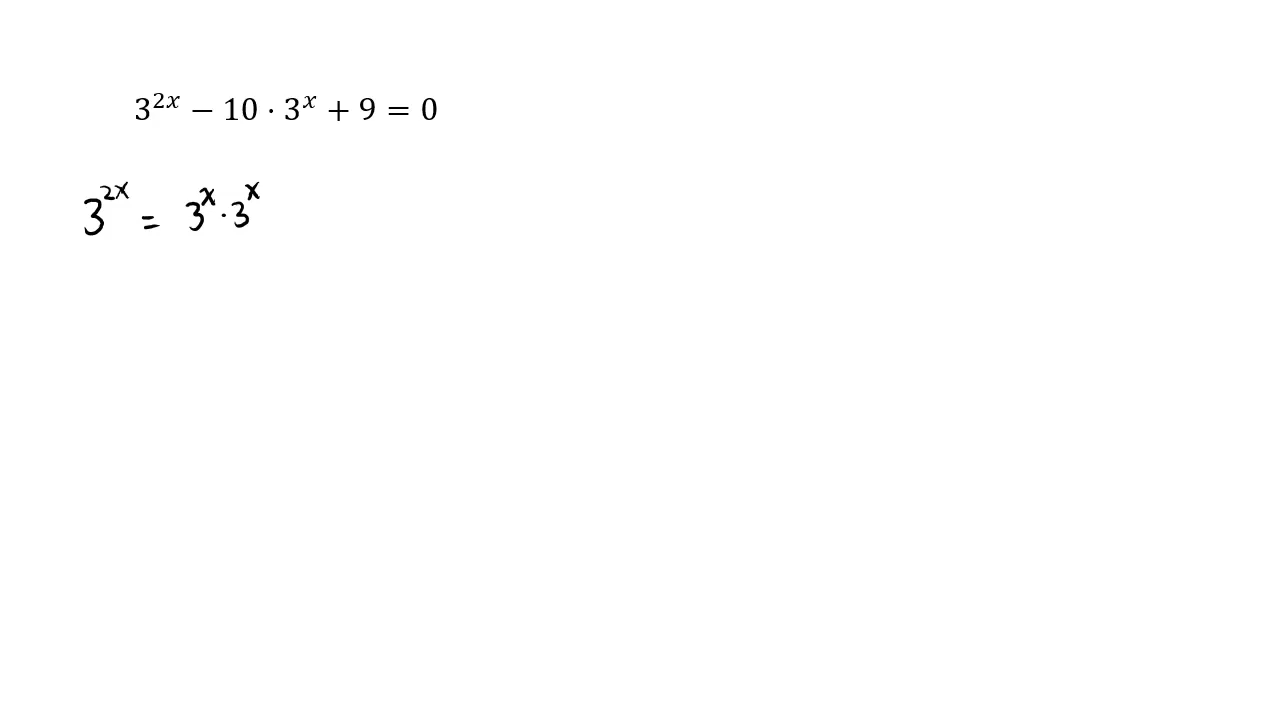 3^{2x} − 10 · 3^x + 9 = 0
3^{2x} = 3^x · 3^x